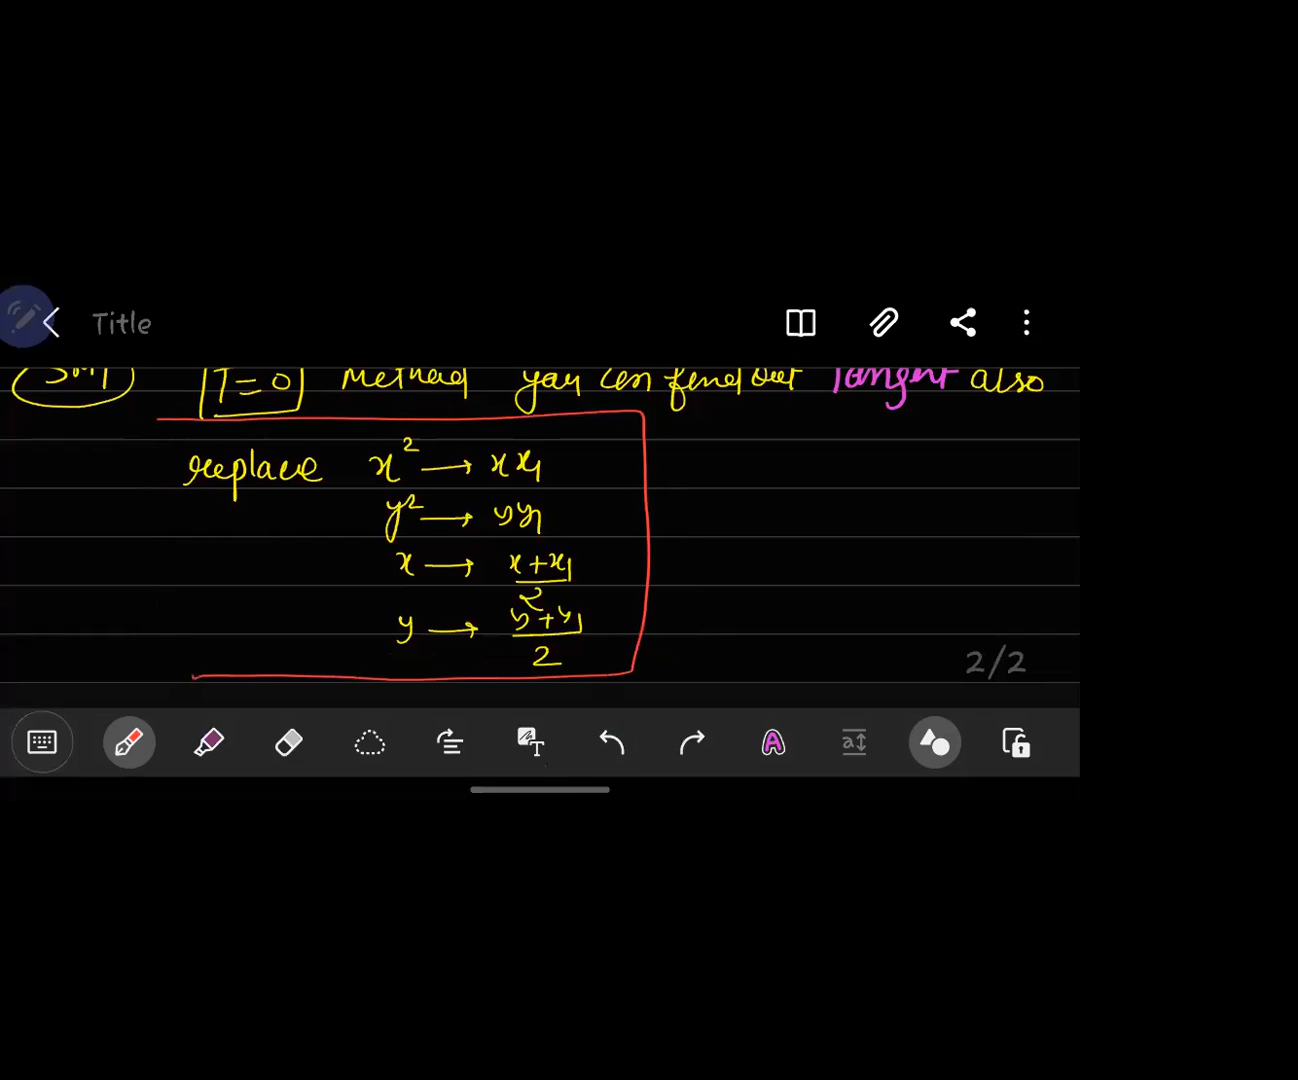 Title
T=0 Method you can find out Tangent also
replace x² → xx₁
y² → yy₁
x → x+x₁/2
y → y+y₁/2
2/2